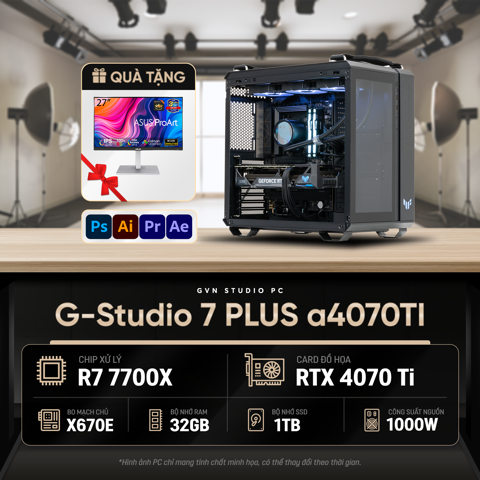 QUÀ TẶNG
27"
ASUS ProArt
IPS
GEFORCE RTX
Ps Ai Pr Ae
GVN STUDIO PC
G-Studio 7 PLUS a4070TI
CHIP XỬ LÝ
R7 7700X
CARD ĐỒ HỌA
RTX 4070 Ti
BO MẠCH CHỦ
X670E
BỘ NHỚ RAM
32GB
BỘ NHỚ SSD
1TB
CÔNG SUẤT NGUỒN
1000W
*Hình ảnh PC chỉ mang tính chất minh họa, có thể thay đổi theo thời gian.